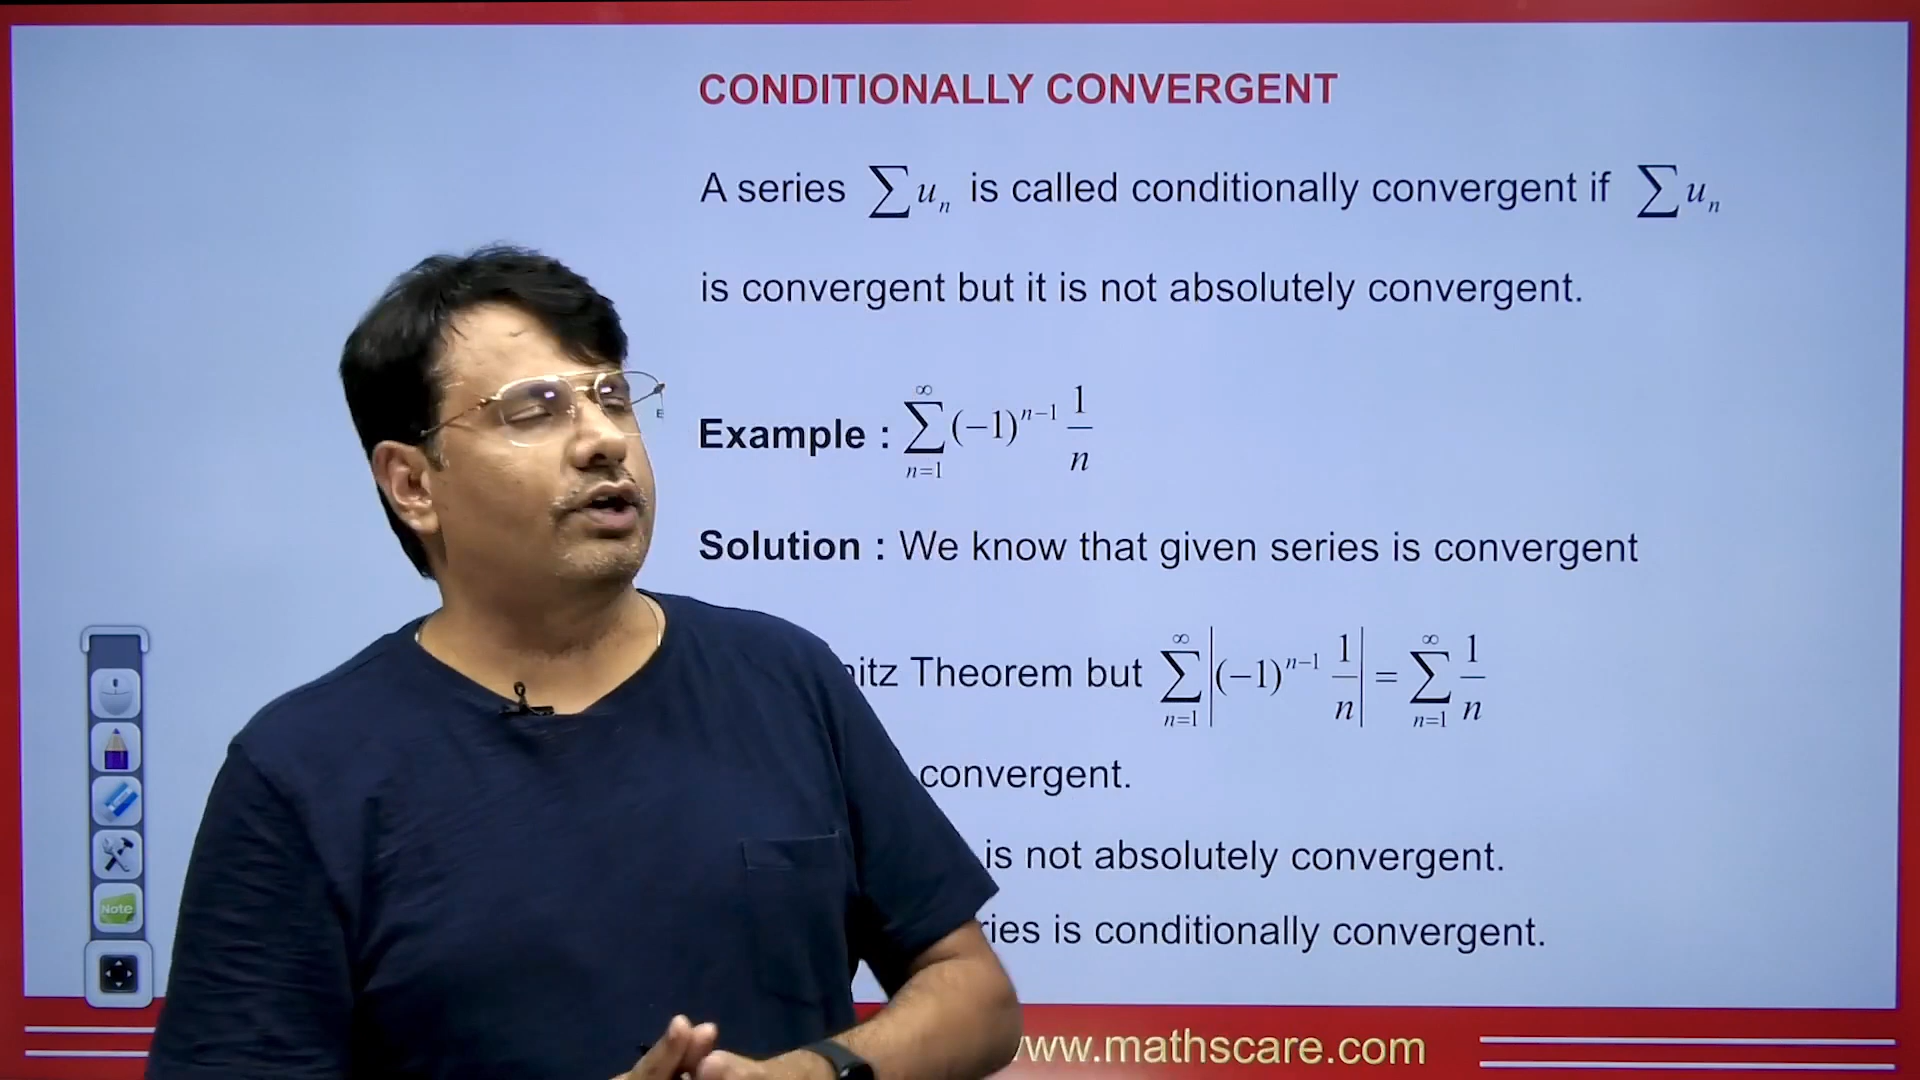 CONDITIONALLY CONVERGENT
A series ∑uₙ is called conditionally convergent if ∑uₙ
is convergent but it is not absolutely convergent.
Example : ∑_{n=1}^{∞} (−1)^{n−1} 1/n
Solution : We know that given series is convergent
Theorem but ∑_{n=1}^{∞} |(−1)^{n−1} 1/n| = ∑_{n=1}^{∞} 1/n
convergent.
is not absolutely convergent.
is conditionally convergent.
Note
www.mathscare.com